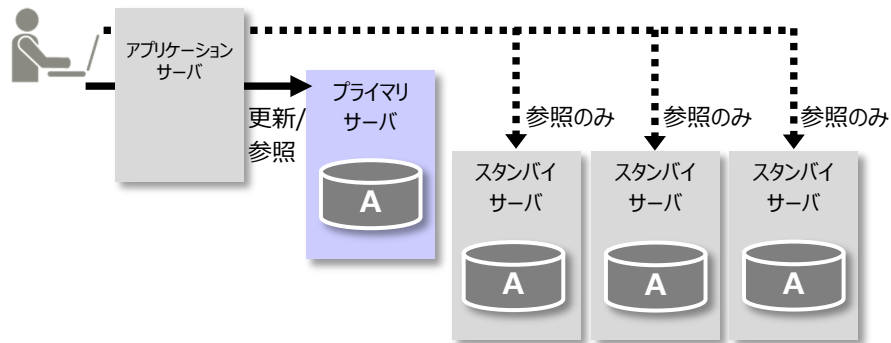 アプリケーション
サーバ
更新/
参照
プライマリ
サーバ
A
参照のみ
参照のみ
参照のみ
スタンバイ
サーバ
A
スタンバイ
サーバ
A
スタンバイ
サーバ
A